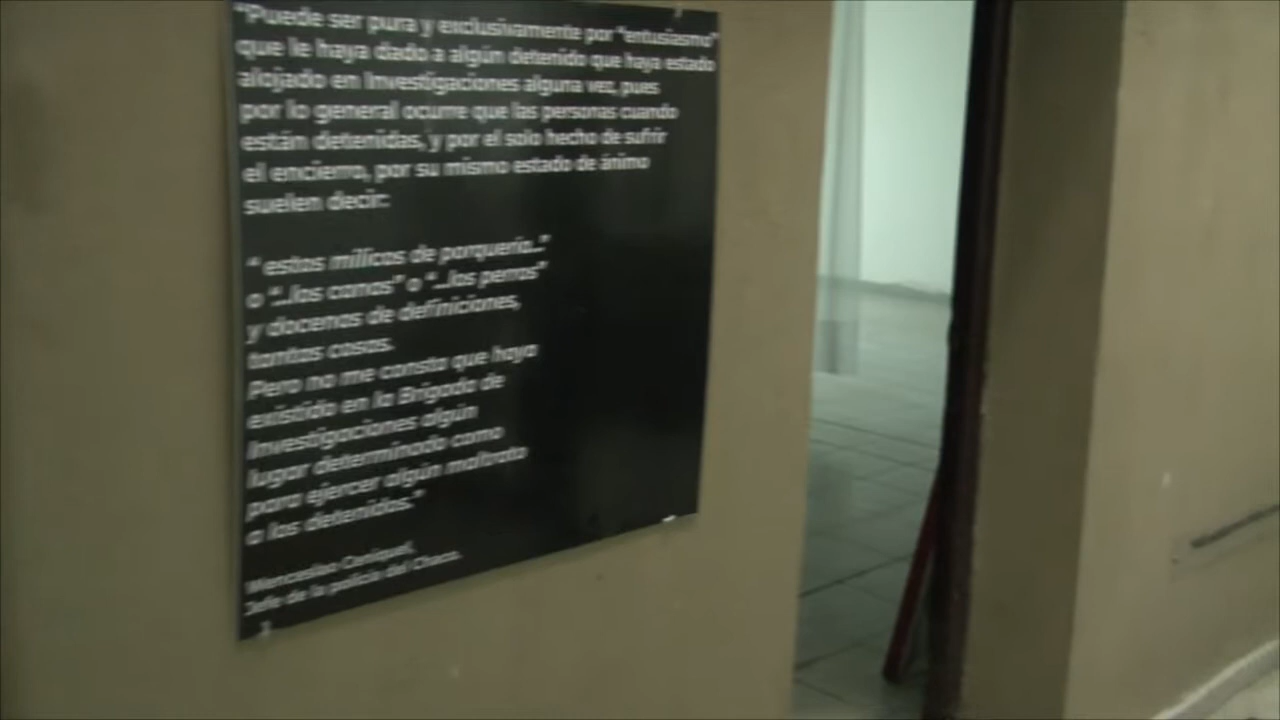 "Puede ser pura y exclusivamente por "entusiasmo"
que le haya dado a algún detenido que haya estado
alojado en Investigaciones alguna vez, pues
por lo general ocurre que las personas cuando
están detenidas, y por el solo hecho de sufrir
el encierro, por su mismo estado de ánimo
suelen decir:
" estos milicos de porquería..."
o "...los canas" o "...los perros"
y docenas de definiciones,
tantas cosas.
Pero no me consta que haya
existido en la Brigada de
Investigaciones algún
lugar determinado como
para ejercer algún maltrato
a los detenidos."
Wenceslao Ceniquel,
Jefe de la policía del Chaco.